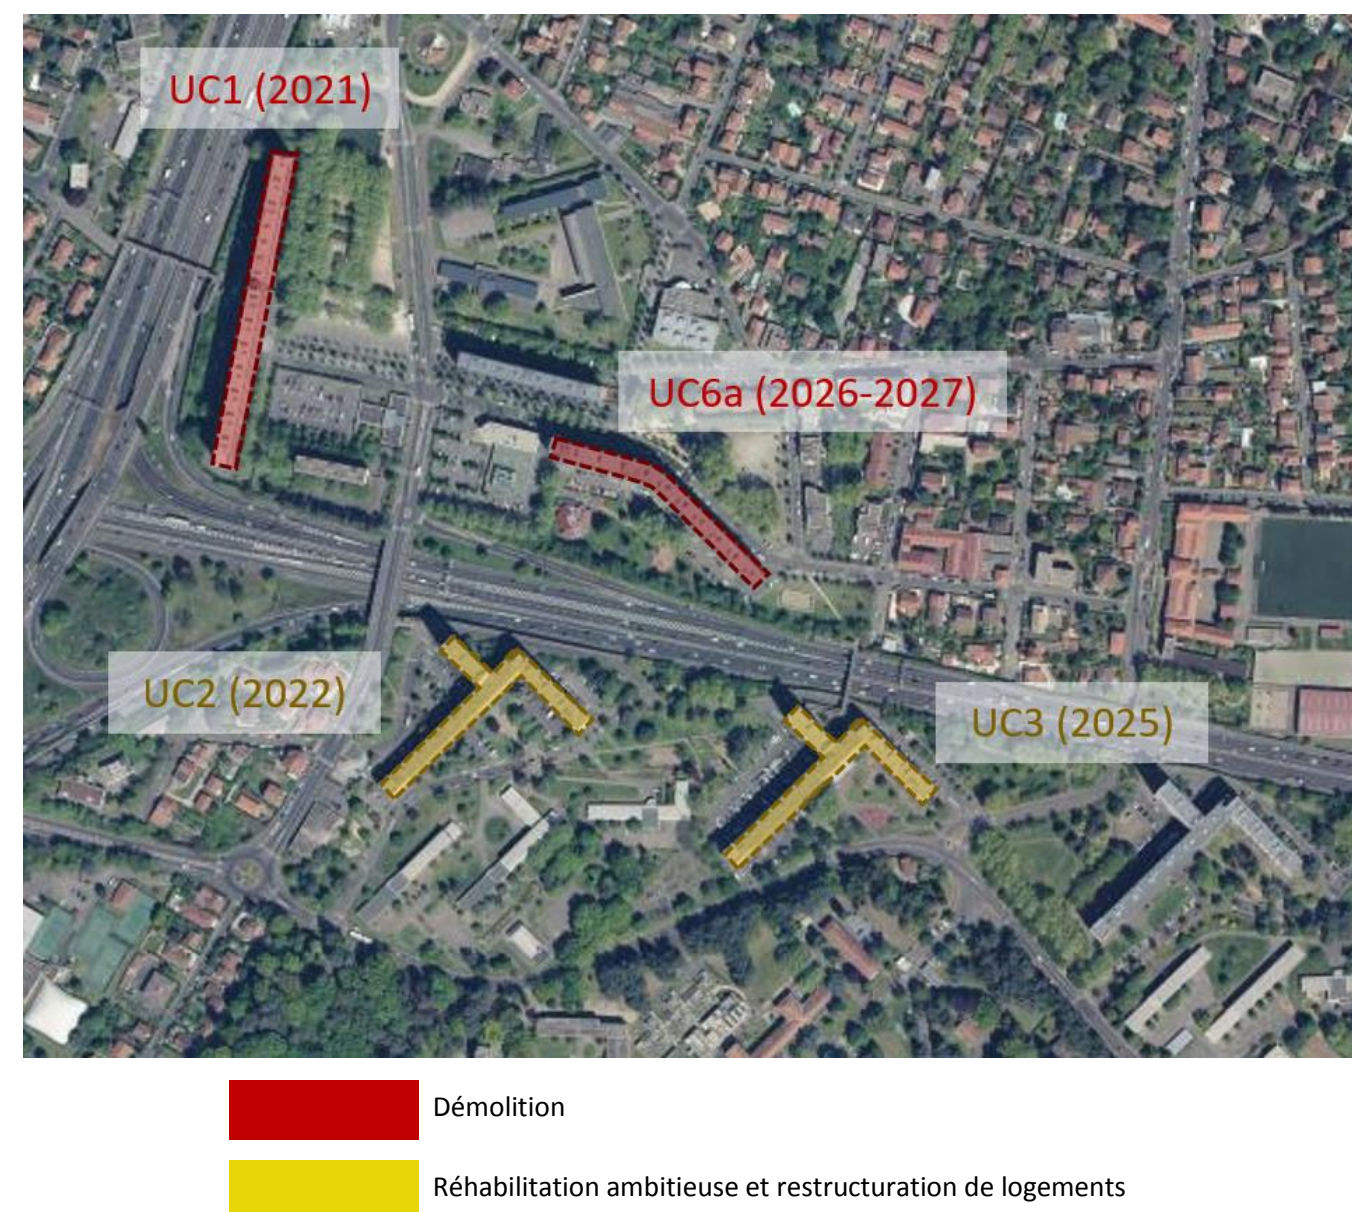 UC1 (2021)
UC6a (2026-2027)
UC2 (2022)
UC3 (2025)
Démolition
Réhabilitation ambitieuse et restructuration de logements